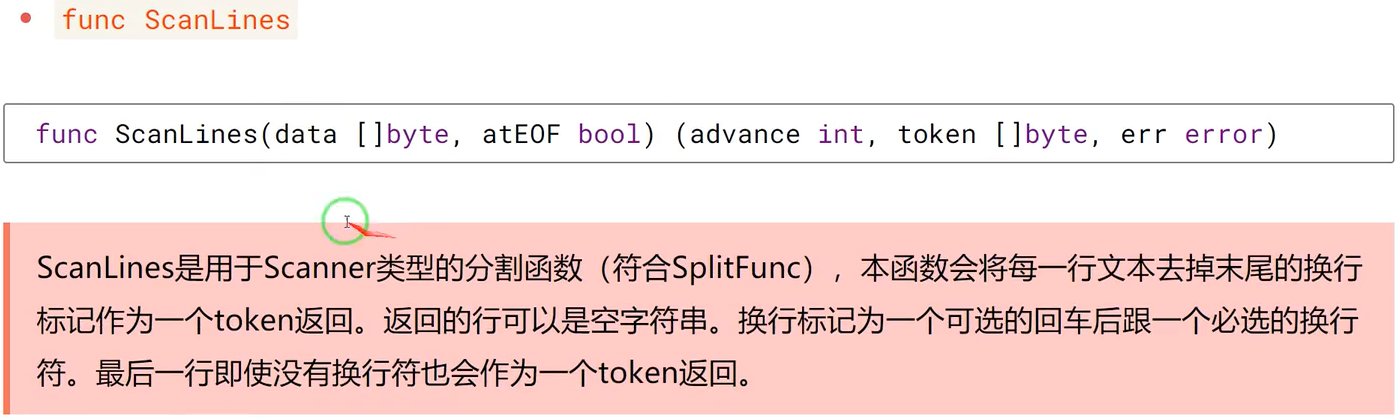 func ScanLines
func ScanLines(data []byte, atEOF bool) (advance int, token []byte, err error)
ScanLines是用于Scanner类型的分割函数（符合SplitFunc），本函数会将每一行文本去掉末尾的换行
标记作为一个token返回。返回的行可以是空字符串。换行标记为一个可选的回车后跟一个必选的换行
符。最后一行即使没有换行符也会作为一个token返回。